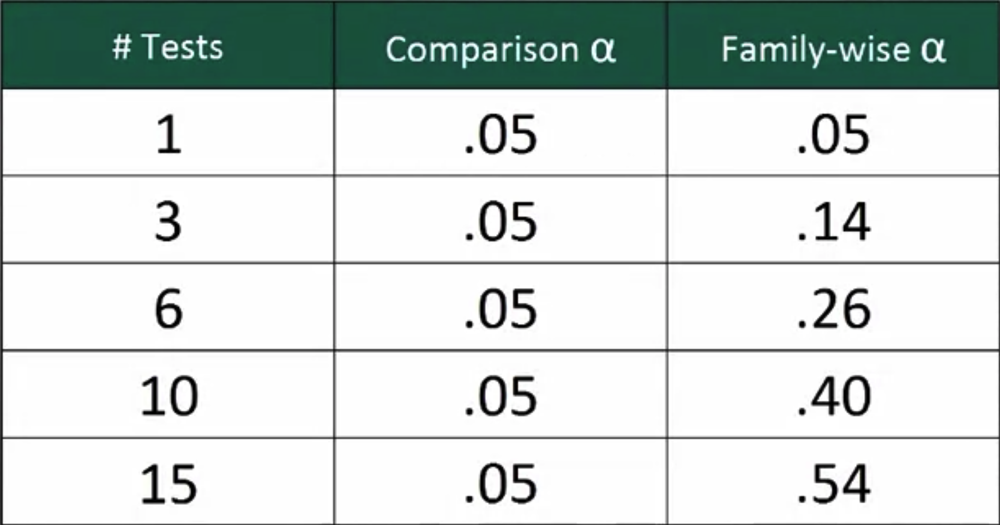 # Tests Comparison α Family-wise α
1 .05 .05
3 .05 .14
6 .05 .26
10 .05 .40
15 .05 .54